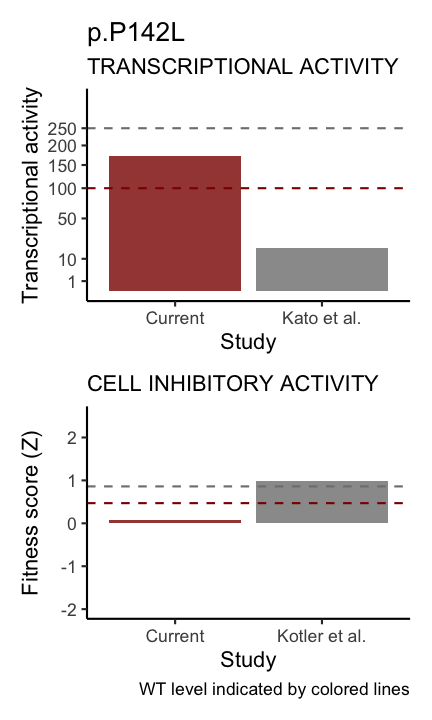 p.P142L
TRANSCRIPTIONAL ACTIVITY
Transcriptional activity
250
200
150
100
50
10
1
Current
Kato et al.
Study
CELL INHIBITORY ACTIVITY
Fitness score (Z)
2
1
0
-1
-2
Current
Kotler et al.
Study
WT level indicated by colored lines